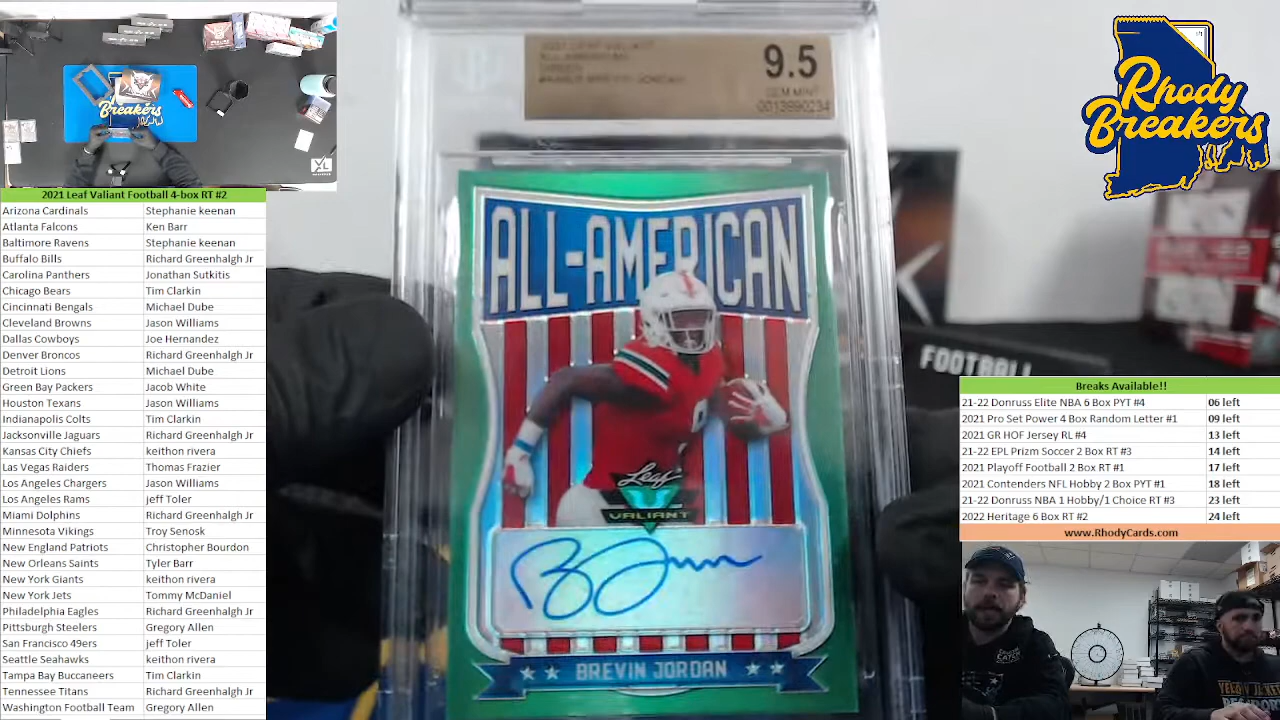 2021 LEAF VALIANT
ALL-AMERICAN
GREEN
BREVIN JORDAN
9.5
GEM MINT
0013990234
ALL-AMERICAN
Leaf
VALIANT
BREVIN JORDAN
FOOTBALL
Breakers
XL
Rhody
Breakers
2021 Leaf Valiant Football 4-box RT #2
Arizona Cardinals Stephanie keenan
Atlanta Falcons Ken Barr
Baltimore Ravens Stephanie keenan
Buffalo Bills Richard Greenhalgh Jr
Carolina Panthers Jonathan Sutkitis
Chicago Bears Tim Clarkin
Cincinnati Bengals Michael Dube
Cleveland Browns Jason Williams
Dallas Cowboys Joe Hernandez
Denver Broncos Richard Greenhalgh Jr
Detroit Lions Michael Dube
Green Bay Packers Jacob White
Houston Texans Jason Williams
Indianapolis Colts Tim Clarkin
Jacksonville Jaguars Richard Greenhalgh Jr
Kansas City Chiefs keithon rivera
Las Vegas Raiders Thomas Frazier
Los Angeles Chargers Jason Williams
Los Angeles Rams jeff Toler
Miami Dolphins Richard Greenhalgh Jr
Minnesota Vikings Troy Senosk
New England Patriots Christopher Bourdon
New Orleans Saints Tyler Barr
New York Giants keithon rivera
New York Jets Tommy McDaniel
Philadelphia Eagles Richard Greenhalgh Jr
Pittsburgh Steelers Gregory Allen
San Francisco 49ers jeff Toler
Seattle Seahawks keithon rivera
Tampa Bay Buccaneers Tim Clarkin
Tennessee Titans Richard Greenhalgh Jr
Washington Football Team Gregory Allen
Breaks Available!!
21-22 Donruss Elite NBA 6 Box PYT #4 06 left
2021 Pro Set Power 4 Box Random Letter #1 09 left
2021 GR HOF Jersey RL #4 13 left
21-22 EPL Prizm Soccer 2 Box RT #3 14 left
2021 Playoff Football 2 Box RT #1 17 left
2021 Contenders NFL Hobby 2 Box PYT #1 18 left
21-22 Donruss NBA 1 Hobby/1 Choice RT #3 23 left
2022 Heritage 6 Box RT #2 24 left
www.RhodyCards.com